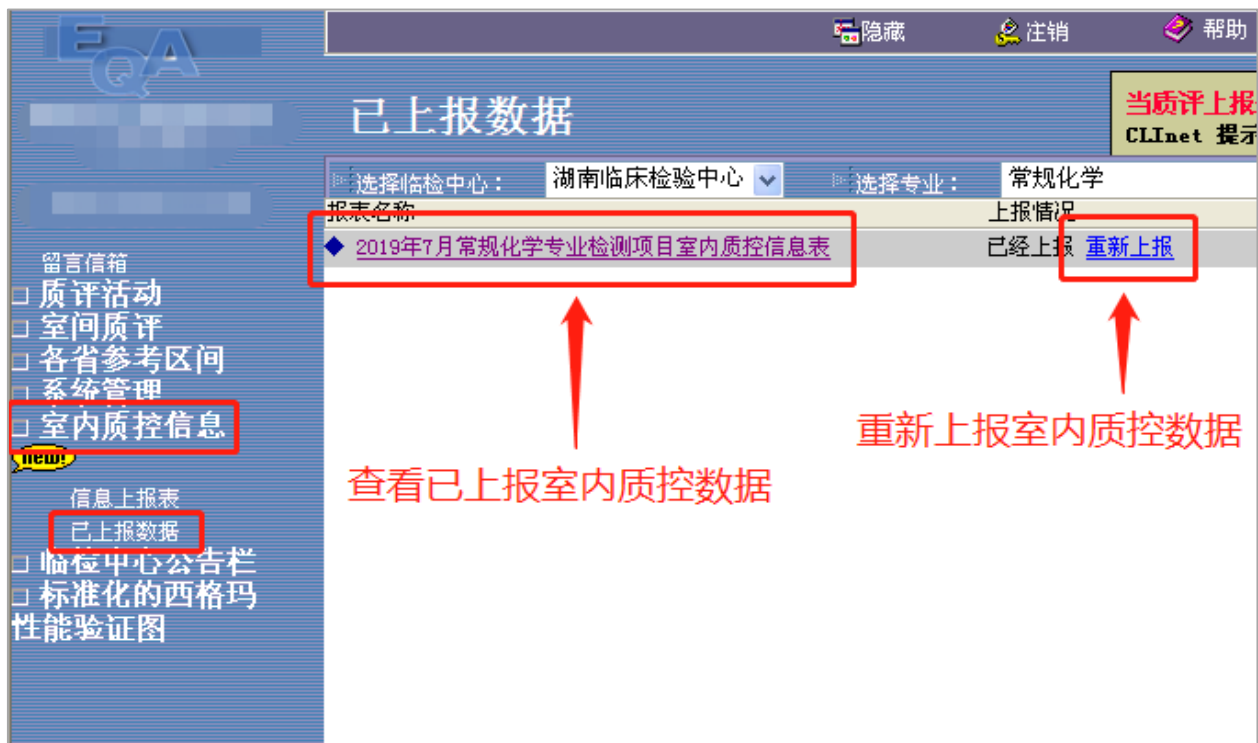 EQA
隐藏
注销
帮助
已上报数据
当质评上报
CLInet 提示
选择临检中心：
湖南临床检验中心
选择专业：
常规化学
报表名称
上报情况
◆ 2019年7月常规化学专业检测项目室内质控信息表
已经上报 重新上报
留言信箱
质评活动
室间质评
各省参考区间
系统管理
室内质控信息
new!
信息上报表
已上报数据
临检中心公告栏
标准化的西格玛
性能验证图
查看已上报室内质控数据
重新上报室内质控数据